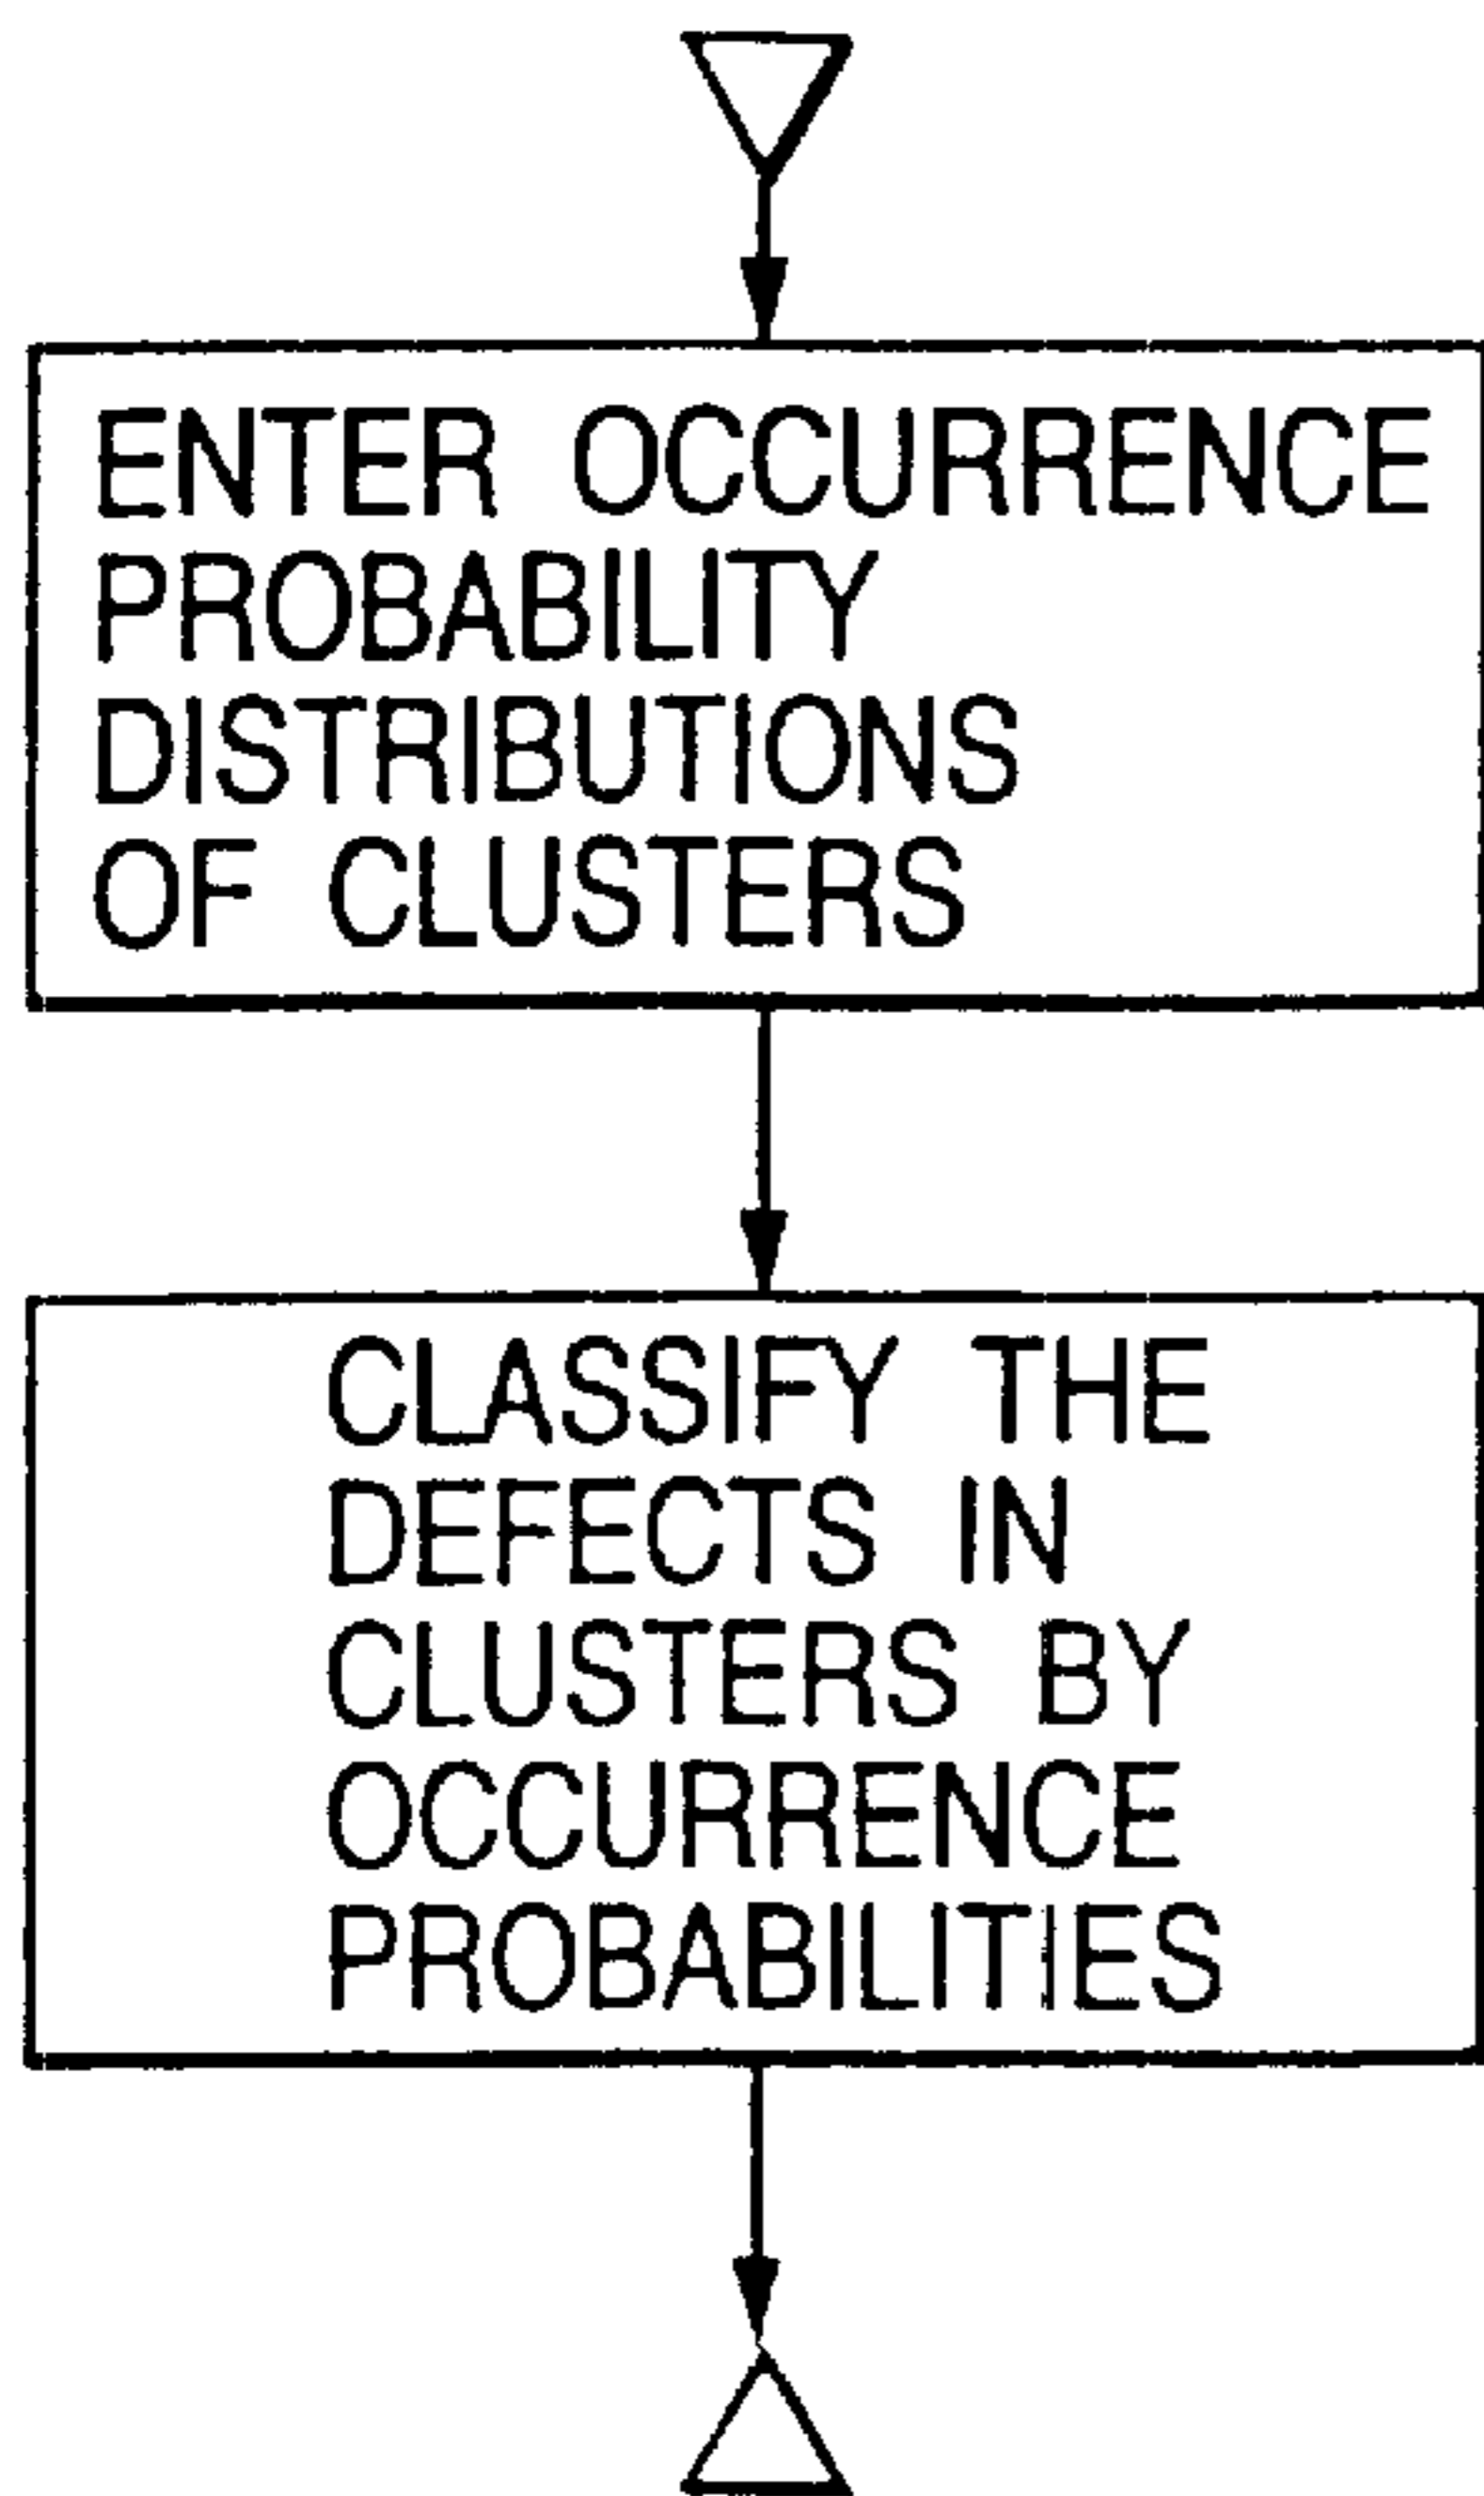 ENTER OCCURRENCE
PROBABILITY
DISTRIBUTIONS
OF CLUSTERS
CLASSIFY THE
DEFECTS IN
CLUSTERS BY
OCCURRENCE
PROBABILITIES